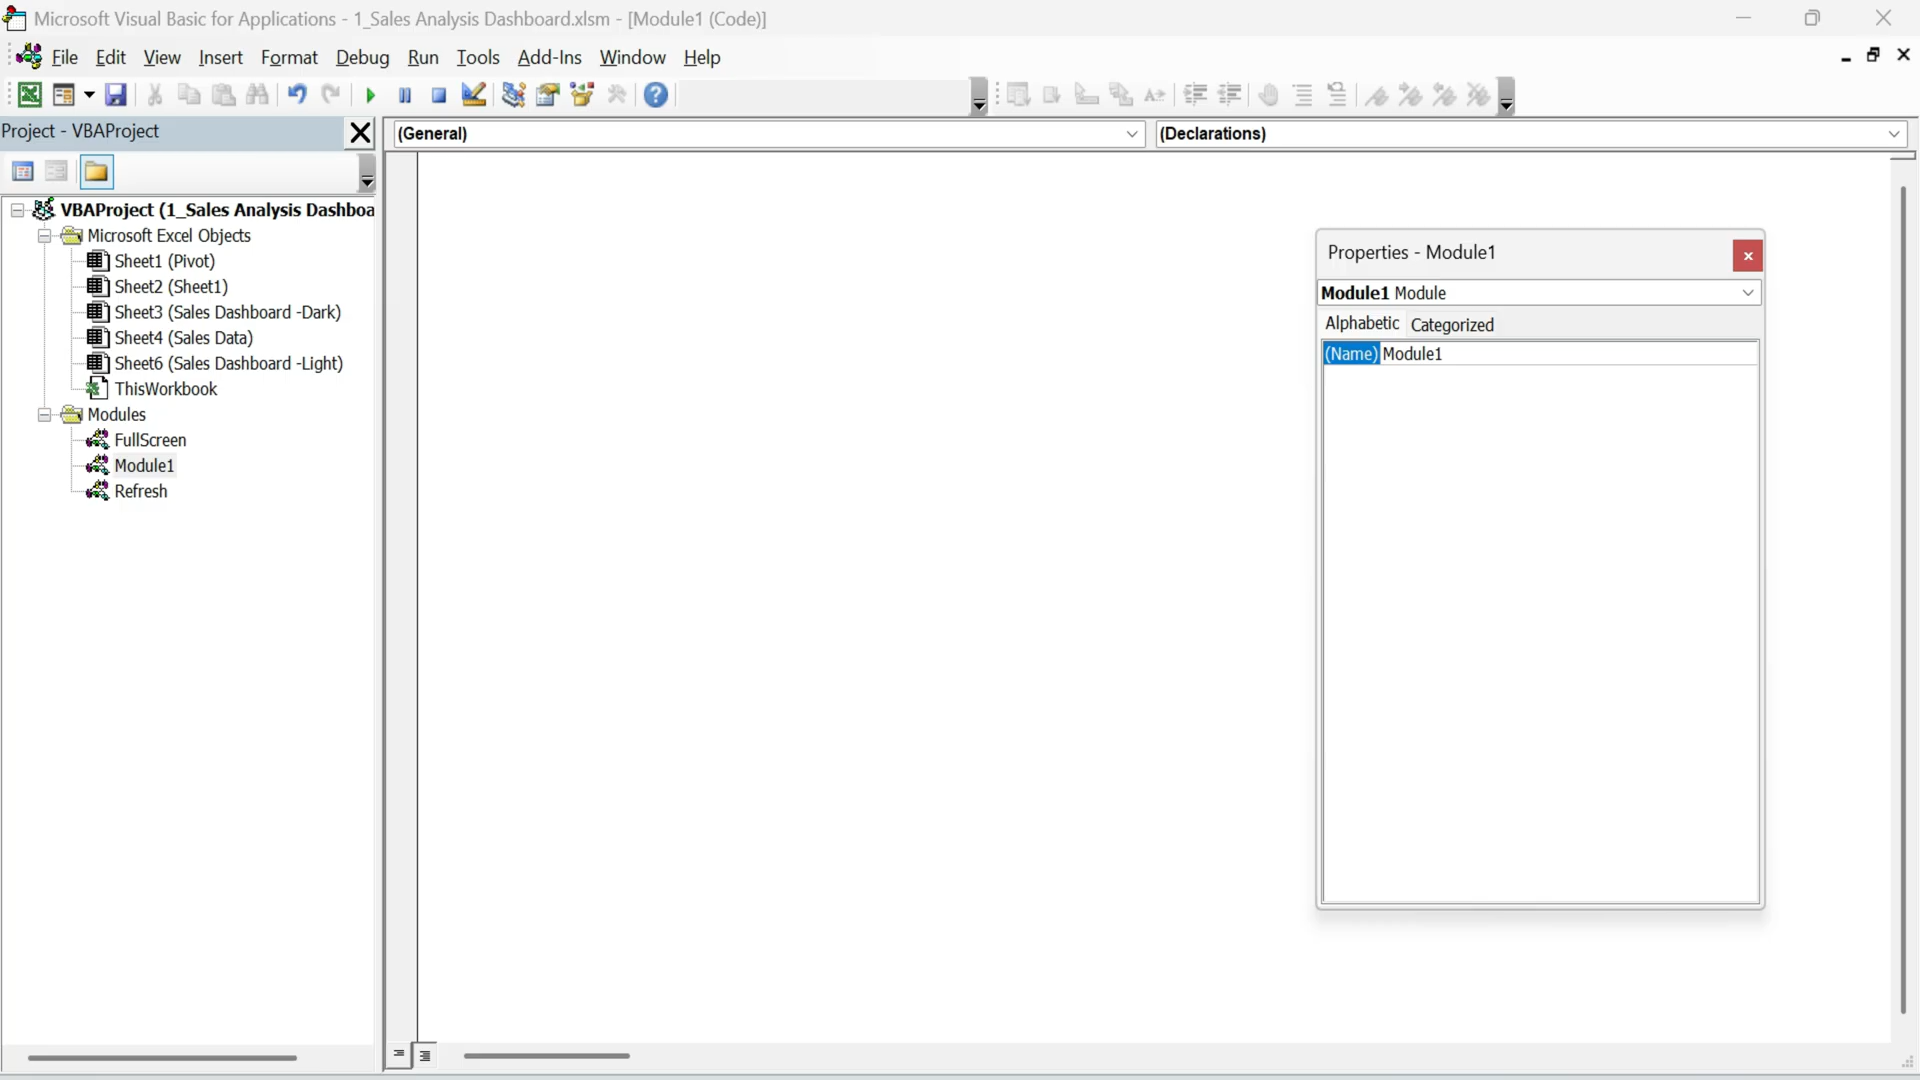 Microsoft Visual Basic for Applications - 1_Sales Analysis Dashboard.xlsm - [Module1 (Code)]
File Edit View Insert Format Debug Run Tools Add-Ins Window Help
Project - VBAProject
(General)
(Declarations)
VBAProject (1_Sales Analysis Dashboa
Microsoft Excel Objects
Sheet1 (Pivot)
Sheet2 (Sheet1)
Sheet3 (Sales Dashboard -Dark)
Sheet4 (Sales Data)
Sheet6 (Sales Dashboard -Light)
ThisWorkbook
Modules
FullScreen
Module1
Refresh
Properties - Module1
Module1 Module
Alphabetic Categorized
(Name) Module1